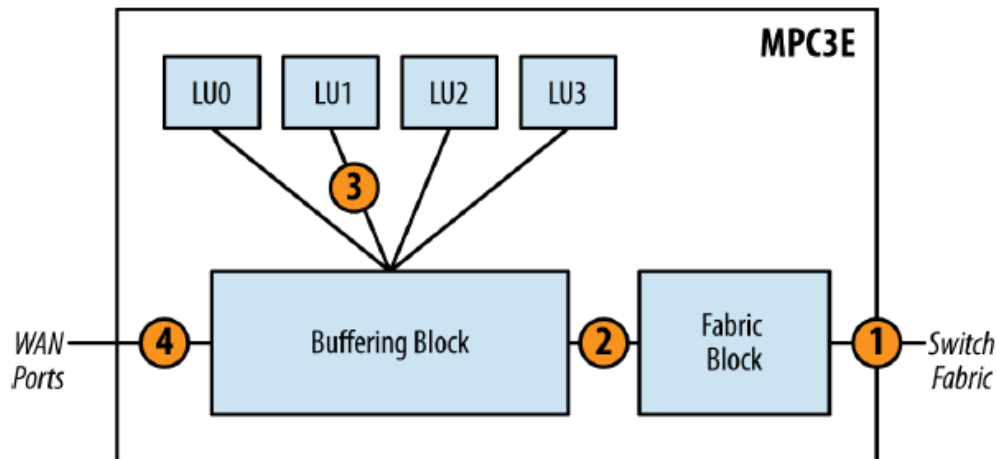 MPC3E
LU0
LU1
LU2
LU3
3
WAN
Ports
4
Buffering Block
2
Fabric
Block
1
Switch
Fabric